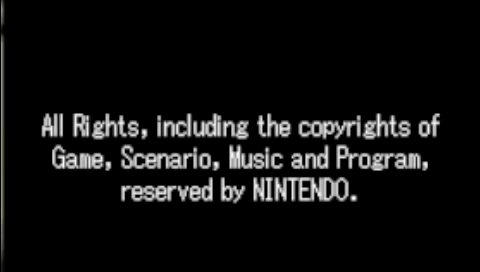 All Rights, including the copyrights of
Game, Scenario, Music and Program,
reserved by NINTENDO.